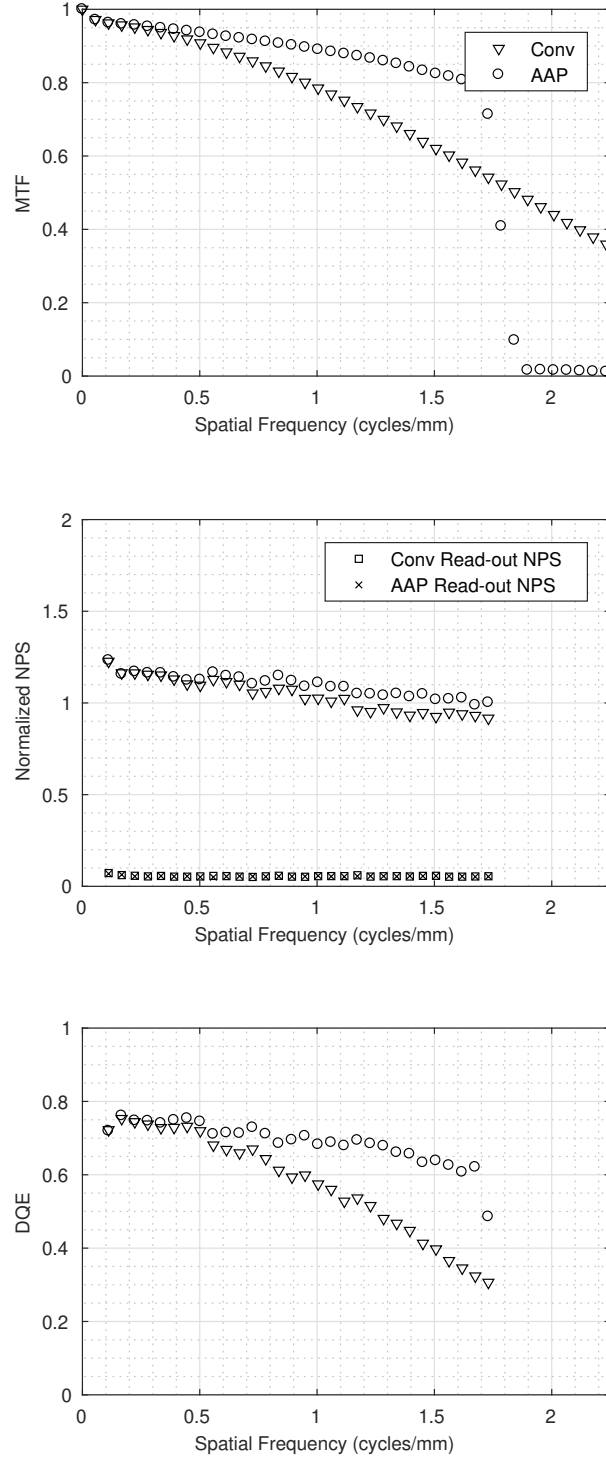 1
0.8
0.6
0.4
0.2
0
MTF
Conv
AAP
0 0.5 1 1.5 2
Spatial Frequency (cycles/mm)
2
1.5
1
0.5
0
Normalized NPS
Conv Read-out NPS
AAP Read-out NPS
0 0.5 1 1.5 2
Spatial Frequency (cycles/mm)
1
0.8
0.6
0.4
0.2
0
DQE
0 0.5 1 1.5 2
Spatial Frequency (cycles/mm)